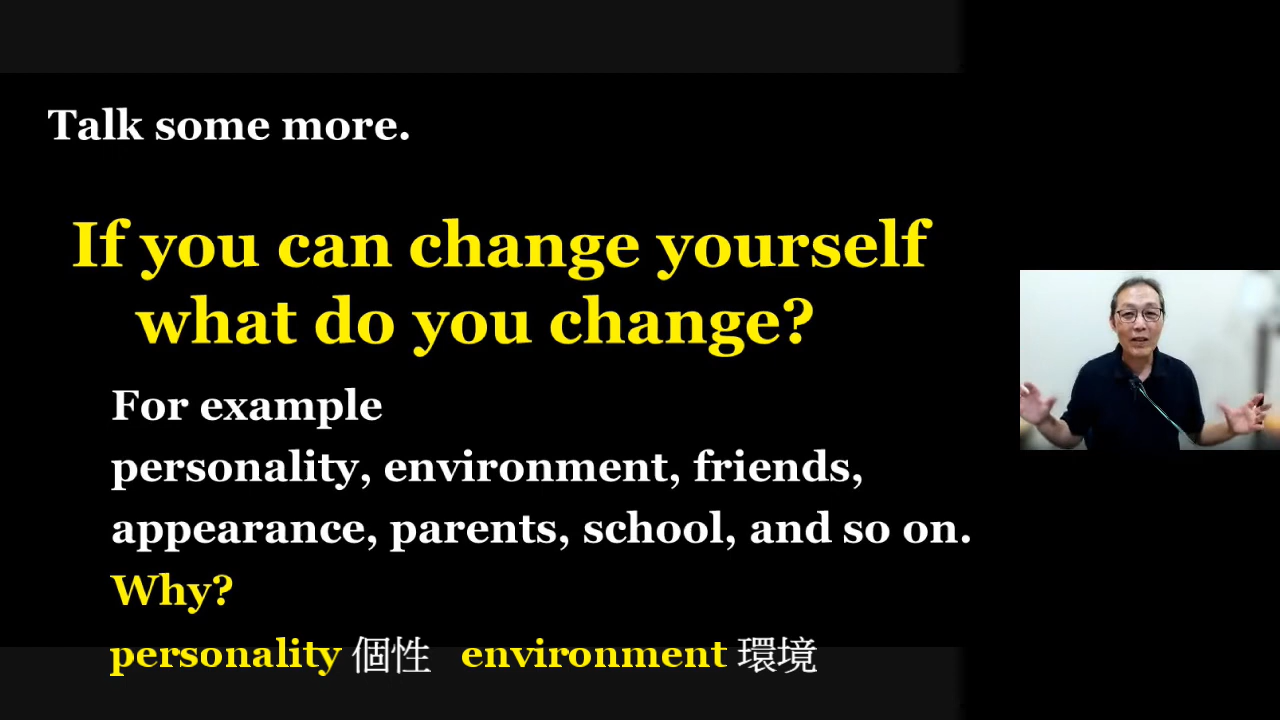 Talk some more.
If you can change yourself
what do you change?
For example
personality, environment, friends,
appearance, parents, school, and so on.
Why?
personality 個性 environment 環境